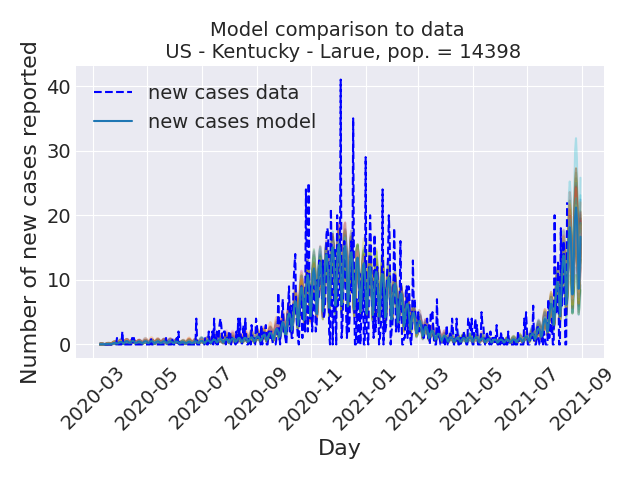 Model comparison to data
US - Kentucky - Larue, pop. = 14398
Number of new cases reported
40
30
20
10
0
new cases data
new cases model
2020-03
2020-05
2020-07
2020-09
2020-11
2021-01
2021-03
2021-05
2021-07
2021-09
Day